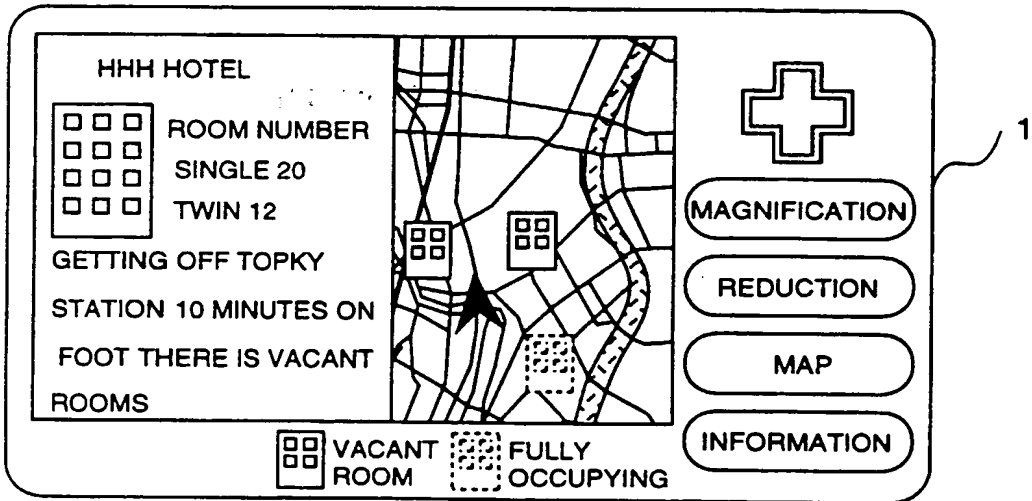 HHH HOTEL
ROOM NUMBER
SINGLE 20
TWIN 12
GETTING OFF TOPKY
STATION 10 MINUTES ON
FOOT THERE IS VACANT
ROOMS
VACANT
ROOM
FULLY
OCCUPYING
MAGNIFICATION
REDUCTION
MAP
INFORMATION
1